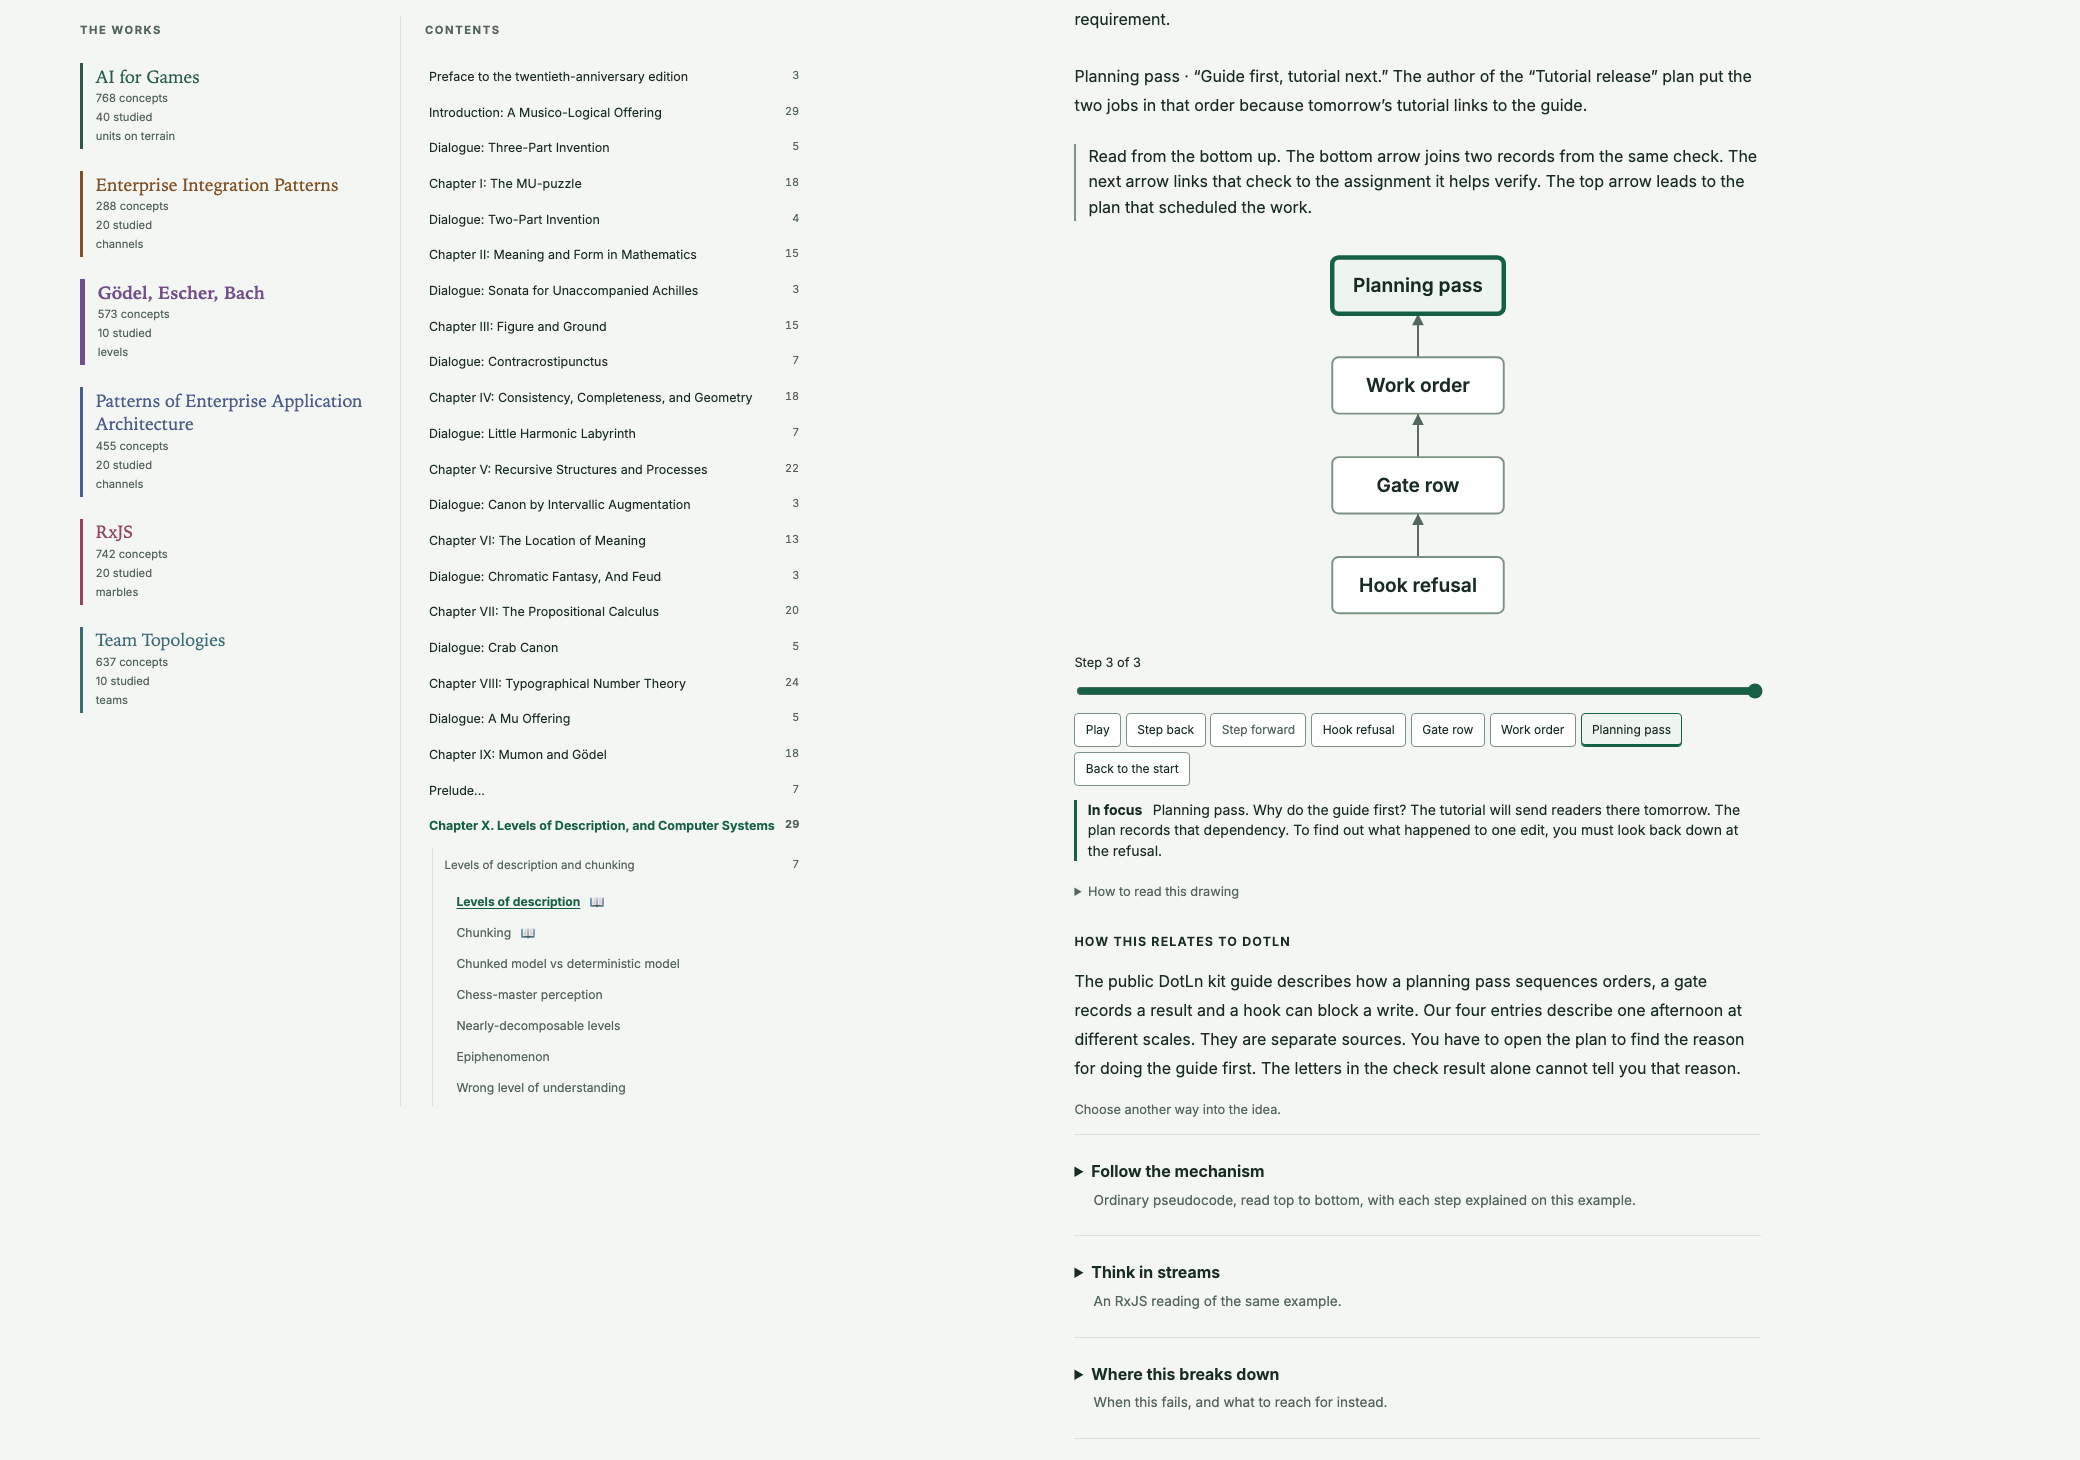 THE WORKS
AI for Games
768 concepts
40 studied
units on terrain
Enterprise Integration Patterns
288 concepts
20 studied
channels
Gödel, Escher, Bach
573 concepts
10 studied
levels
Patterns of Enterprise Application
Architecture
455 concepts
20 studied
channels
RxJS
742 concepts
20 studied
marbles
Team Topologies
637 concepts
10 studied
teams
CONTENTS
Preface to the twentieth-anniversary edition 3
Introduction: A Musico-Logical Offering 29
Dialogue: Three-Part Invention 5
Chapter I: The MU-puzzle 18
Dialogue: Two-Part Invention 4
Chapter II: Meaning and Form in Mathematics 15
Dialogue: Sonata for Unaccompanied Achilles 3
Chapter III: Figure and Ground 15
Dialogue: Contracrostipunctus 7
Chapter IV: Consistency, Completeness, and Geometry 18
Dialogue: Little Harmonic Labyrinth 7
Chapter V: Recursive Structures and Processes 22
Dialogue: Canon by Intervallic Augmentation 3
Chapter VI: The Location of Meaning 13
Dialogue: Chromatic Fantasy, And Feud 3
Chapter VII: The Propositional Calculus 20
Dialogue: Crab Canon 5
Chapter VIII: Typographical Number Theory 24
Dialogue: A Mu Offering 5
Chapter IX: Mumon and Gödel 18
Prelude... 7
Chapter X. Levels of Description, and Computer Systems 29
Levels of description and chunking 7
Levels of description
Chunking
Chunked model vs deterministic model
Chess-master perception
Nearly-decomposable levels
Epiphenomenon
Wrong level of understanding
requirement.
Planning pass · “Guide first, tutorial next.” The author of the “Tutorial release” plan put the
two jobs in that order because tomorrow’s tutorial links to the guide.
Read from the bottom up. The bottom arrow joins two records from the same check. The
next arrow links that check to the assignment it helps verify. The top arrow leads to the
plan that scheduled the work.
Planning pass
Work order
Gate row
Hook refusal
Step 3 of 3
Play Step back Step forward Hook refusal Gate row Work order Planning pass
Back to the start
In focus Planning pass. Why do the guide first? The tutorial will send readers there tomorrow. The
plan records that dependency. To find out what happened to one edit, you must look back down at
the refusal.
How to read this drawing
HOW THIS RELATES TO DOTLN
The public DotLn kit guide describes how a planning pass sequences orders, a gate
records a result and a hook can block a write. Our four entries describe one afternoon at
different scales. They are separate sources. You have to open the plan to find the reason
for doing the guide first. The letters in the check result alone cannot tell you that reason.
Choose another way into the idea.
Follow the mechanism
Ordinary pseudocode, read top to bottom, with each step explained on this example.
Think in streams
An RxJS reading of the same example.
Where this breaks down
When this fails, and what to reach for instead.